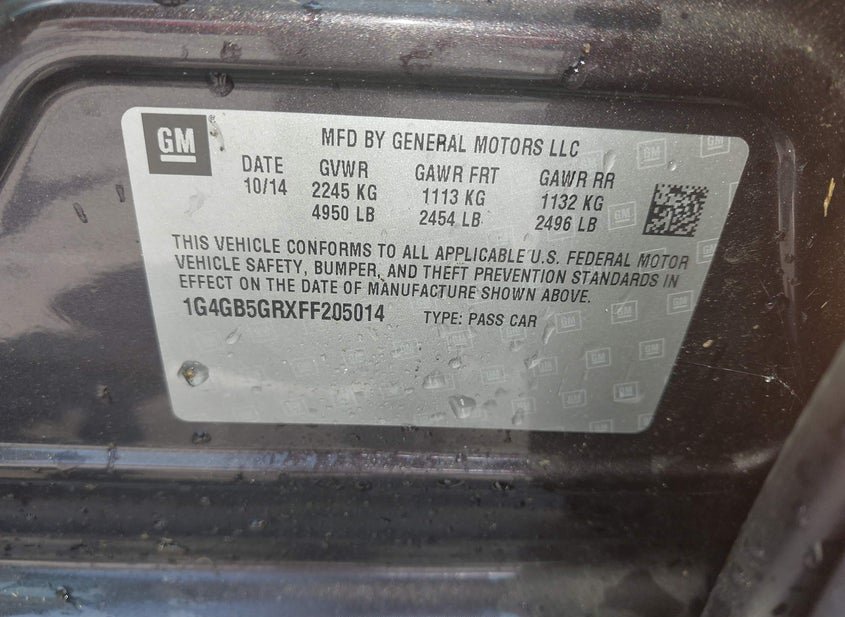 GM
MFD BY GENERAL MOTORS LLC
DATE GVWR GAWR FRT GAWR RR
10/14 2245 KG 1113 KG 1132 KG
4950 LB 2454 LB 2496 LB
THIS VEHICLE CONFORMS TO ALL APPLICABLE U.S. FEDERAL MOTOR
VEHICLE SAFETY, BUMPER, AND THEFT PREVENTION STANDARDS IN
EFFECT ON THE DATE OF MANUFACTURE SHOWN ABOVE.
1G4GB5GRXFF205014 TYPE: PASS CAR